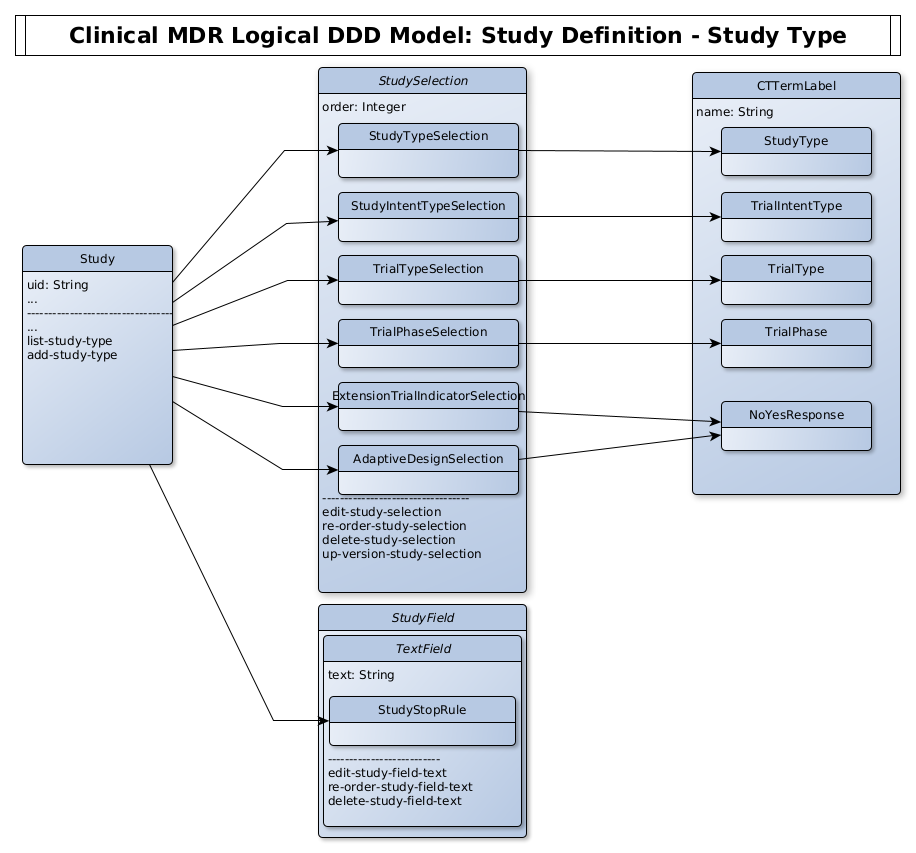 Clinical MDR Logical DDD Model: Study Definition - Study Type
StudySelection
order: Integer
StudyTypeSelection
StudyIntentTypeSelection
TrialTypeSelection
TrialPhaseSelection
ExtensionTrialIndicatorSelection
AdaptiveDesignSelection
----------------------------------
edit-study-selection
re-order-study-selection
delete-study-selection
up-version-study-selection
CTTermLabel
name: String
StudyType
TrialIntentType
TrialType
TrialPhase
NoYesResponse
Study
uid: String
...
----------------------------------
...
list-study-type
add-study-type
StudyField
TextField
text: String
StudyStopRule
--------------------------
edit-study-field-text
re-order-study-field-text
delete-study-field-text